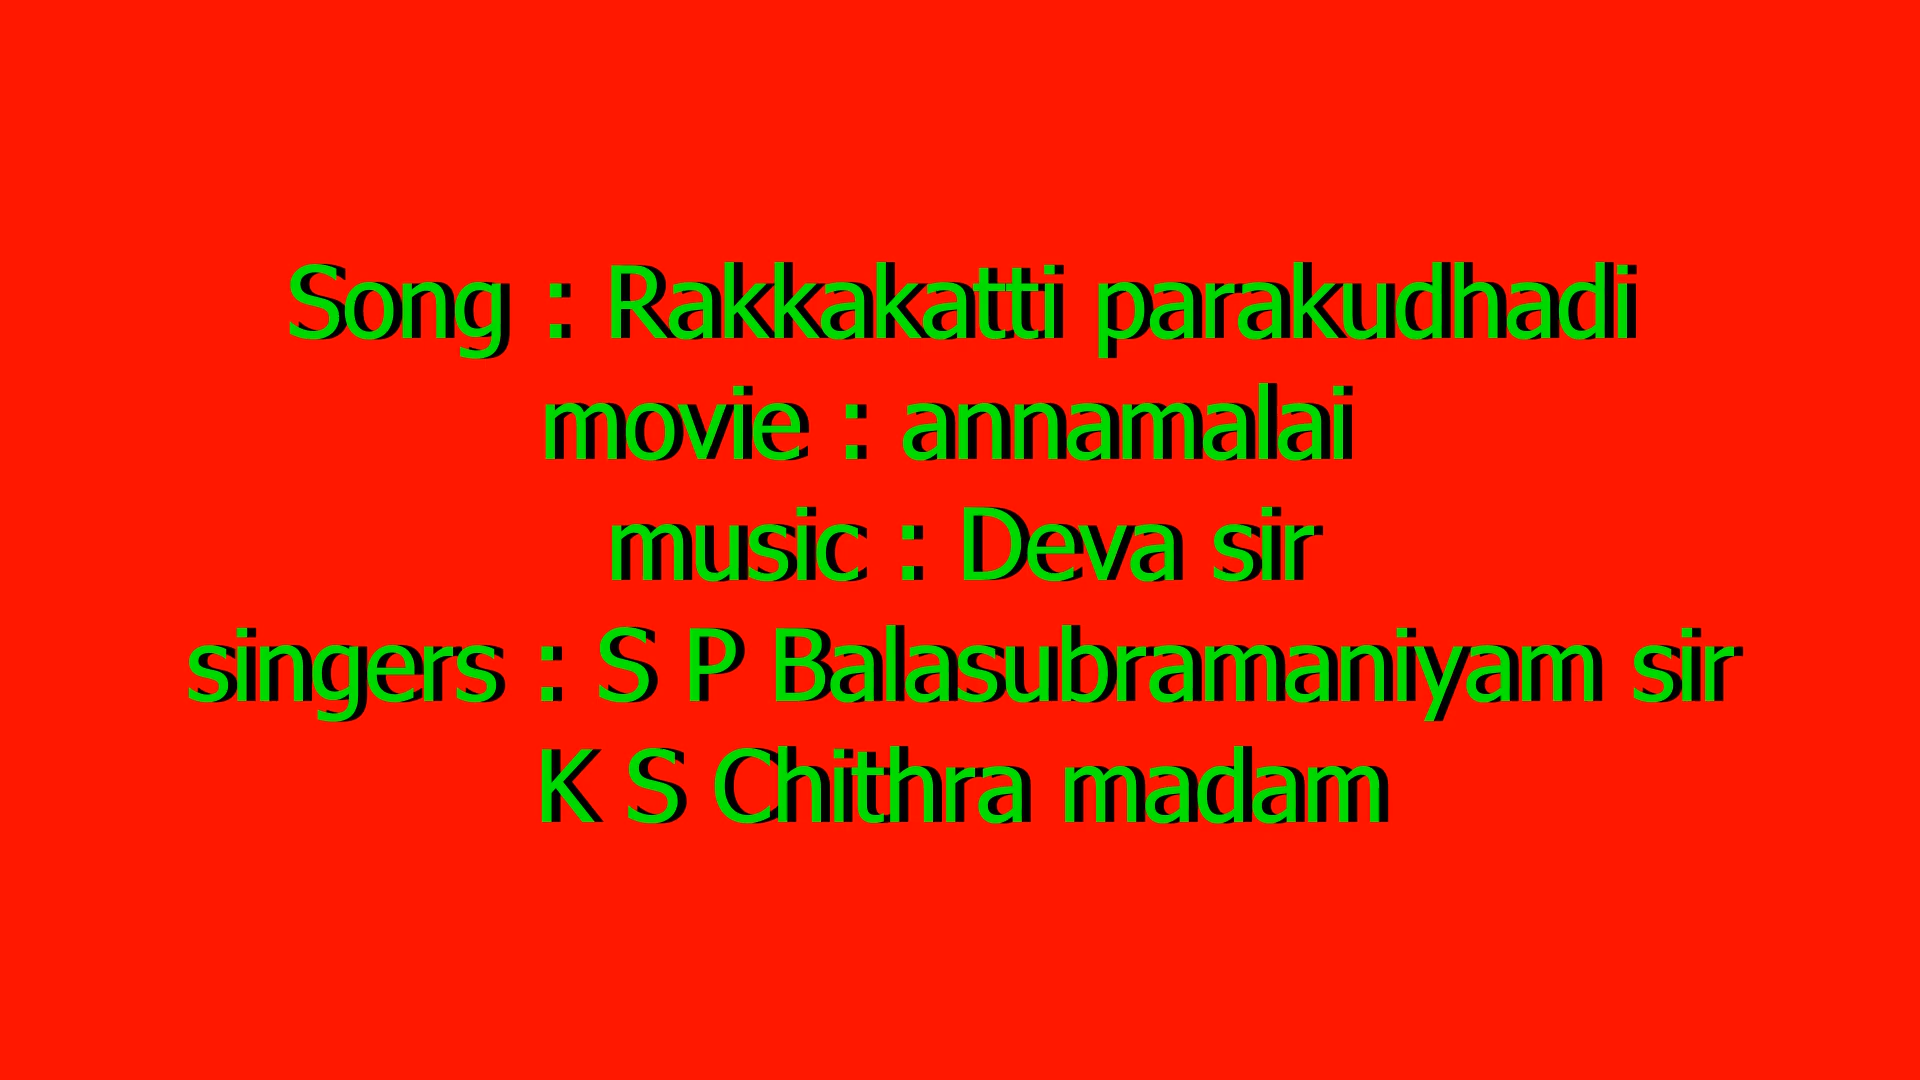 Song : Rakkakatti parakudhadi
movie : annamalai
music : Deva sir
singers : S P Balasubramaniyam sir
K S Chithra madam